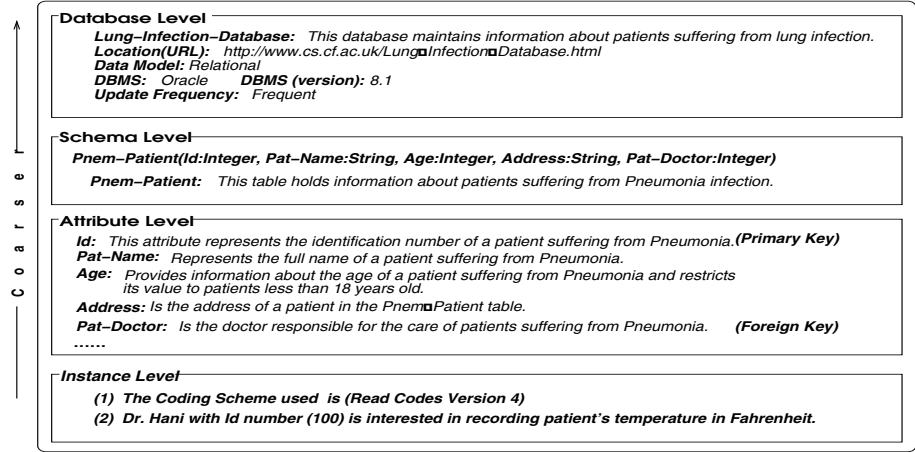 Database Level
Lung–Infection–Database: This database maintains information about patients suffering from lung infection.
Location(URL): http://www.cs.cf.ac.uk/Lung◘Infection◘Database.html
Data Model: Relational
DBMS: Oracle DBMS (version): 8.1
Update Frequency: Frequent
Schema Level
Pnem–Patient(Id:Integer, Pat–Name:String, Age:Integer, Address:String, Pat–Doctor:Integer)
Pnem–Patient: This table holds information about patients suffering from Pneumonia infection.
Attribute Level
Id: This attribute represents the identification number of a patient suffering from Pneumonia. (Primary Key)
Pat–Name: Represents the full name of a patient suffering from Pneumonia.
Age: Provides information about the age of a patient suffering from Pneumonia and restricts
its value to patients less than 18 years old.
Address: Is the address of a patient in the Pnem◘Patient table.
Pat–Doctor: Is the doctor responsible for the care of patients suffering from Pneumonia. (Foreign Key)
......
Instance Level
(1) The Coding Scheme used is (Read Codes Version 4)
(2) Dr. Hani with Id number (100) is interested in recording patient's temperature in Fahrenheit.
Coarser